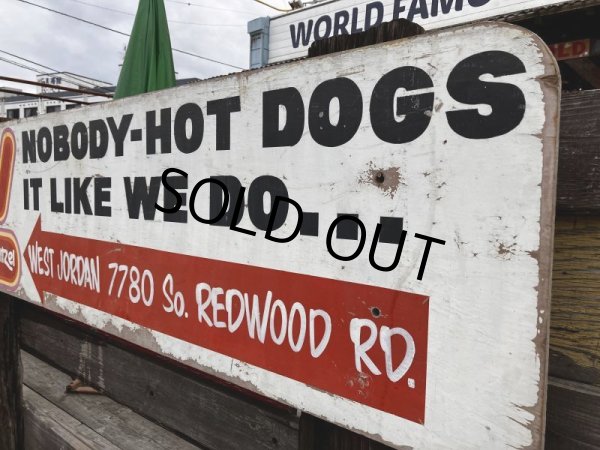 WORLD FAMO
NOBODY-HOT DOGS
IT LIKE WE DO...
SOLD OUT
WEST JORDAN 7780 So. REDWOOD RD.